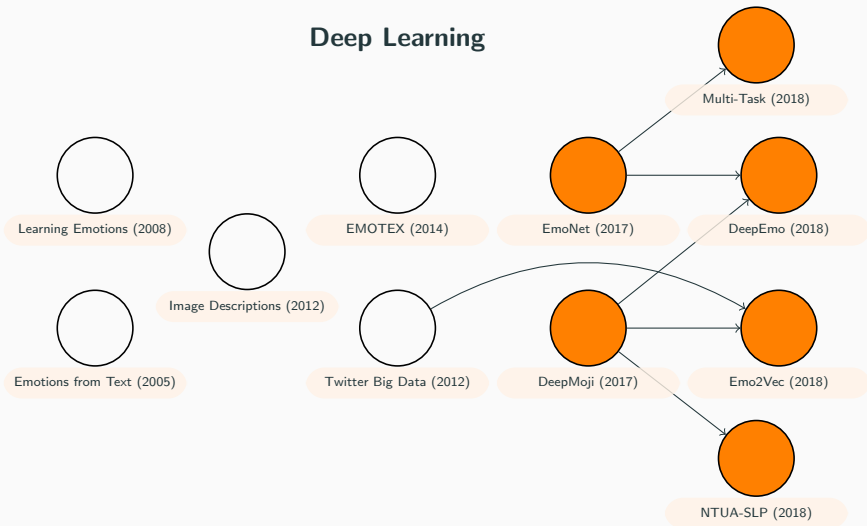 Deep Learning
Multi-Task (2018)
Learning Emotions (2008)
EMOTEX (2014)
EmoNet (2017)
DeepEmo (2018)
Image Descriptions (2012)
Emotions from Text (2005)
Twitter Big Data (2012)
DeepMoji (2017)
Emo2Vec (2018)
NTUA-SLP (2018)